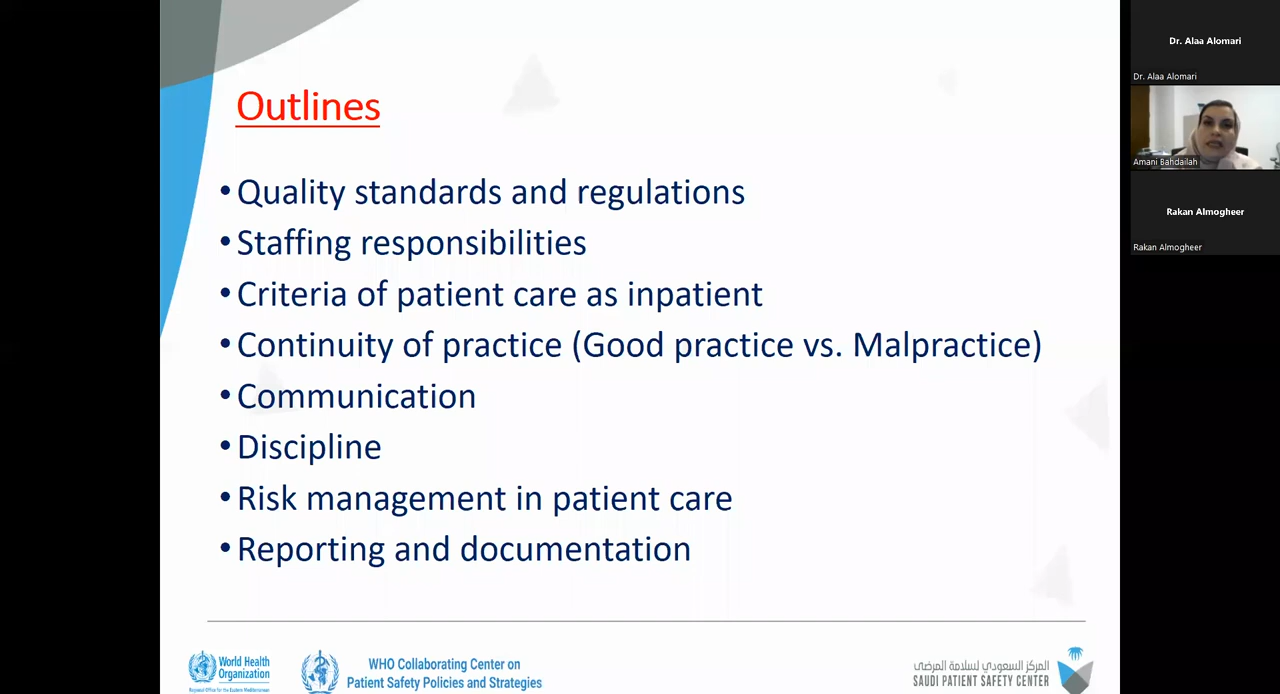 Outlines
• Quality standards and regulations
• Staffing responsibilities
• Criteria of patient care as inpatient
• Continuity of practice (Good practice vs. Malpractice)
• Communication
• Discipline
• Risk management in patient care
• Reporting and documentation
World Health
Organization
Regional Office for the Eastern Mediterranean
WHO Collaborating Center on
Patient Safety Policies and Strategies
المركز السعودي لسلامة المرضى
SAUDI PATIENT SAFETY CENTER
Dr. Alaa Alomari
Dr. Alaa Alomari
Amani Bahdailah
Rakan Almogheer
Rakan Almogheer